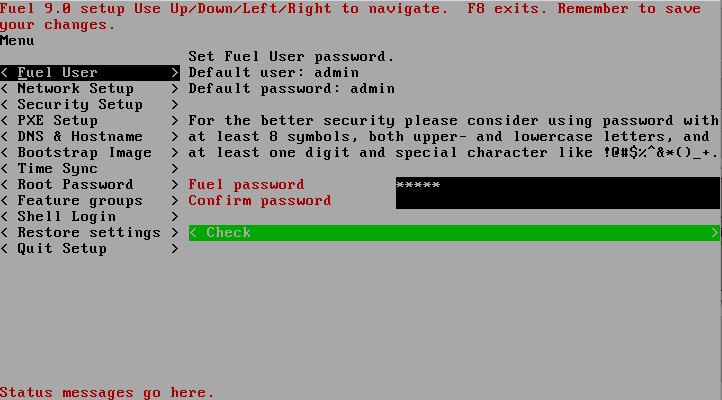 Fuel 9.0 setup Use Up/Down/Left/Right to navigate.  F8 exits. Remember to save
your changes.
Menu
Set Fuel User password.
< Fuel User > Default user: admin
< Network Setup > Default password: admin
< Security Setup >
< PXE Setup > For the better security please consider using password with
< DNS & Hostname > at least 8 symbols, both upper- and lowercase letters, and
< Bootstrap Image > at least one digit and special character like !@#$%^&*()_+.
< Time Sync >
< Root Password > Fuel password *****
< Feature groups > Confirm password
< Shell Login >
< Restore settings > < Check >
< Quit Setup >
Status messages go here.